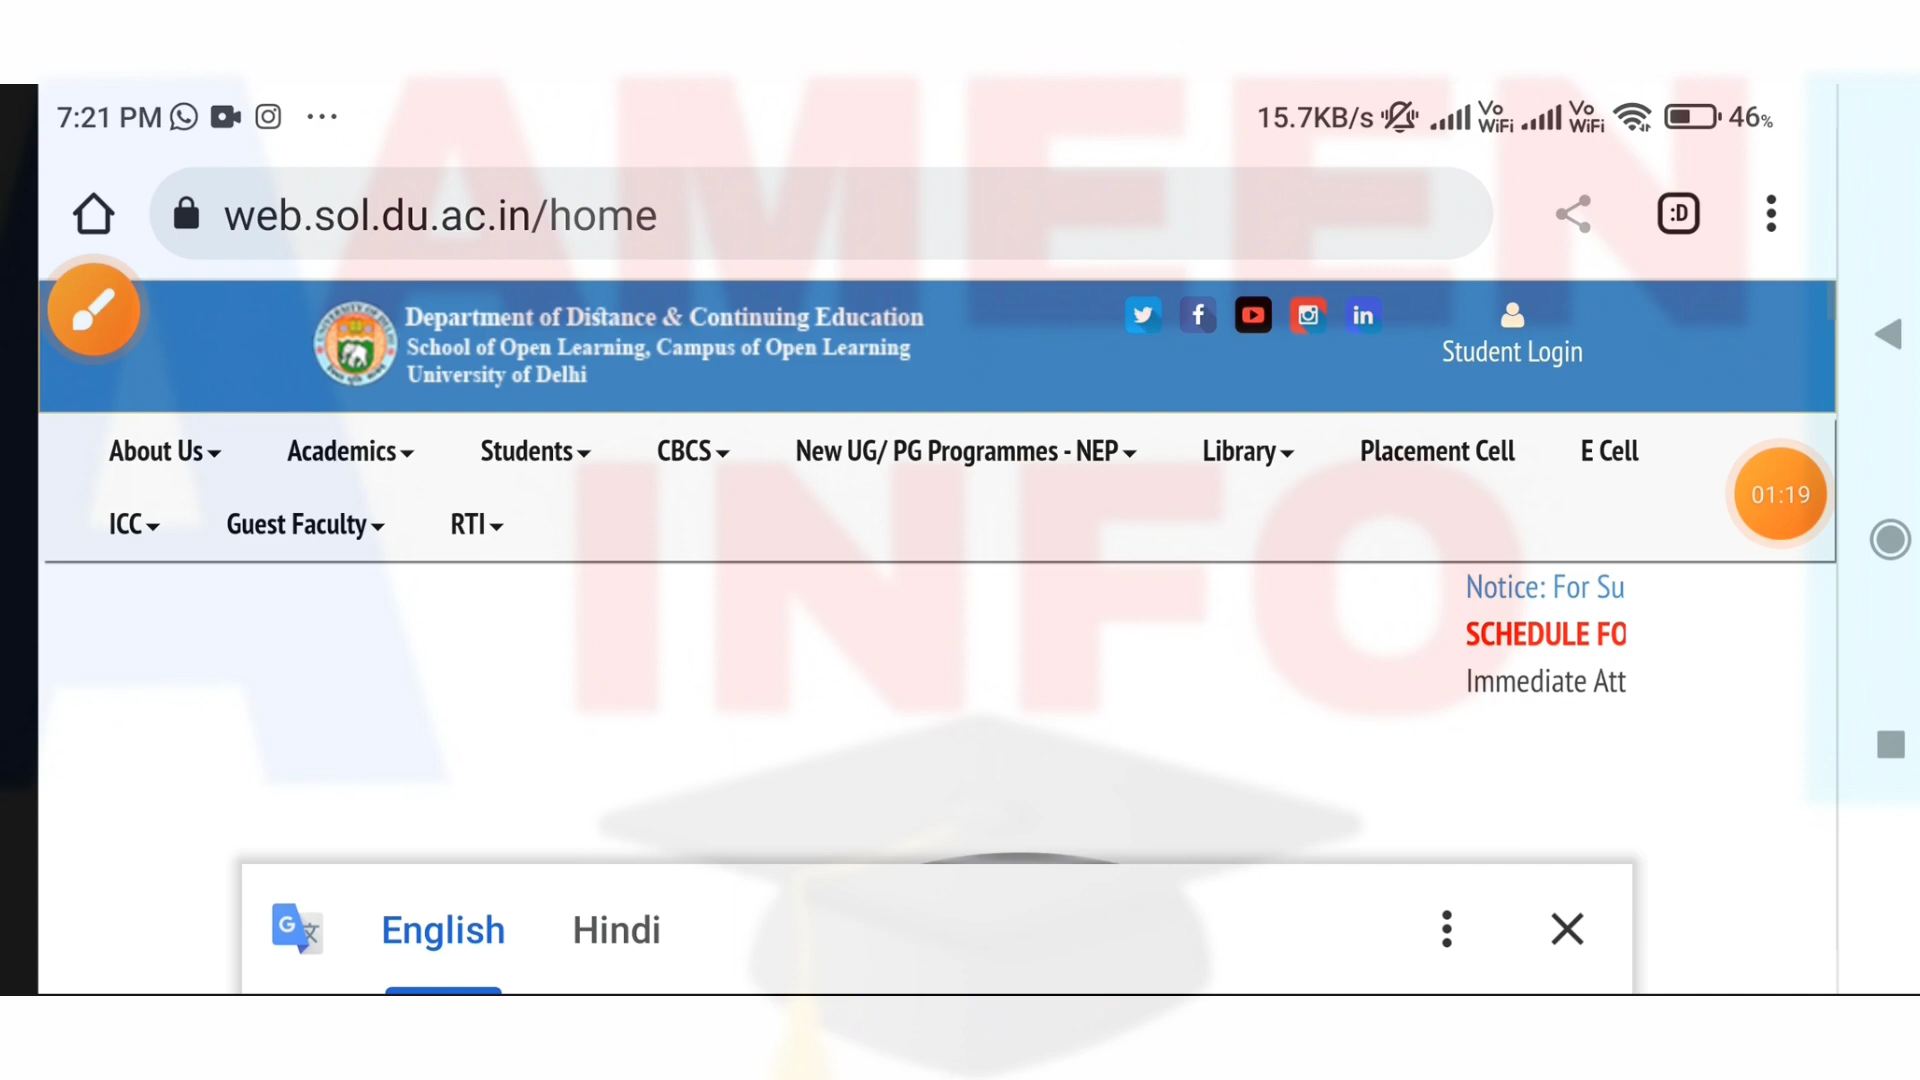 AMEEN
INFO
7:21 PM
15.7KB/s Vo WiFi Vo WiFi 46%
web.sol.du.ac.in/home
:D
Department of Distance & Continuing Education
School of Open Learning, Campus of Open Learning
University of Delhi
Student Login
About Us Academics Students CBCS New UG/ PG Programmes - NEP Library Placement Cell E Cell
01:19
ICC Guest Faculty RTI
Notice: For Su
SCHEDULE FO
Immediate Att
English Hindi